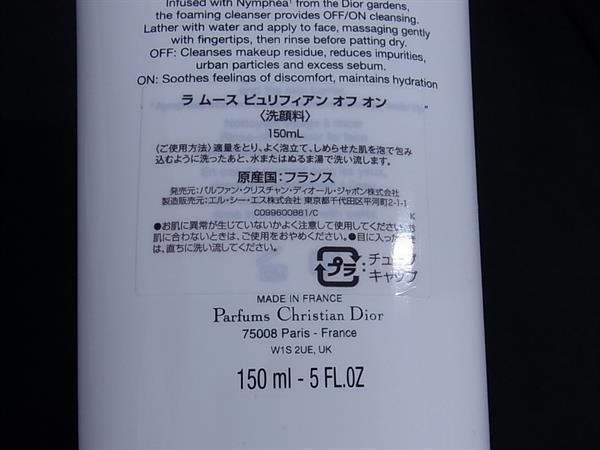 Infused with Nymphéa¹ from the Dior gardens,
the foaming cleanser provides OFF/ON cleansing.
Lather with water and apply to face, massaging gently
with fingertips, then rinse before patting dry.
OFF: Cleanses makeup residue, reduces impurities,
urban particles and excess sebum.
ON: Soothes feelings of discomfort, maintains hydration
ラ ムース ピュリフィアン オフ オン
〈洗顔料〉
150mL
〈ご使用方法〉適量をとり、よく泡立て、しめらせた肌を泡で包み
込むように洗ったあと、水またはぬるま湯で洗い流します。
原産国:フランス
発売元:パルファン・クリスチャン・ディオール・ジャポン株式会社
製造販売元:エル・シー・エス株式会社 東京都千代田区平河町2-1-1
C099600881/C
K
●お肌に異常が生じていないかよく注意して使用してください。お
肌に合わないときは、ご使用をおやめください。●目に入ったとき
は、直ちに洗い流してください。
プラ
:チューブ
キャップ
MADE IN FRANCE
Parfums Christian Dior
75008 Paris - France
W1S 2UE, UK
150 ml - 5 FL.OZ